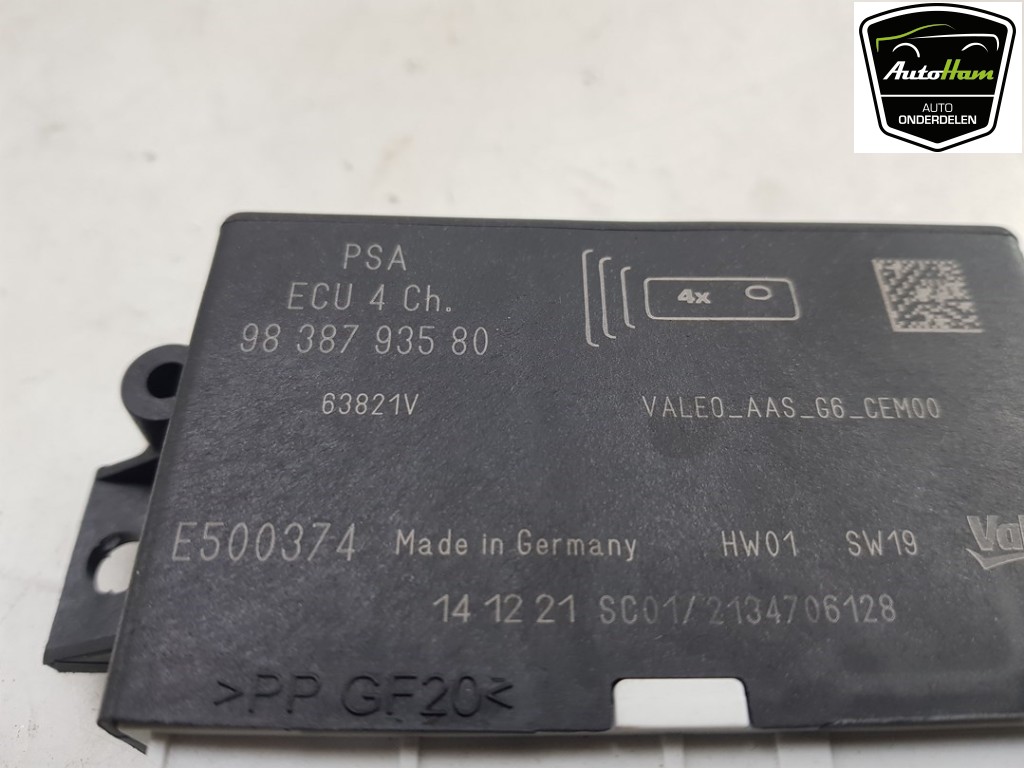 AutoHam
AUTO
ONDERDELEN
PSA
ECU 4 Ch.
98 387 935 80
4x
63821V
VALEO_AAS_G6_CEM00
E500374 Made in Germany HW01 SW19
14 12 21 SC01/2134706128
>PP GF20<